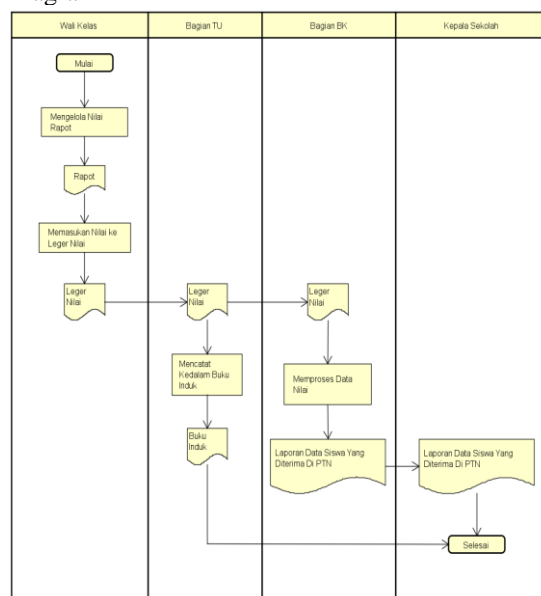 Wali Kelas
Bagian TU
Bagian BK
Kepala Sekolah
Mulai
Mengelola Nilai
Rapot
Rapot
Memasukan Nilai ke
Leger Nilai
Leger
Nilai
Leger
Nilai
Leger
Nilai
Mencatat
Kedalam Buku
Induk
Memproses Data
Nilai
Buku
Induk
Laporan Data Siswa Yang
Diterima Di PTN
Laporan Data Siswa Yang
Diterima Di PTN
Selesai